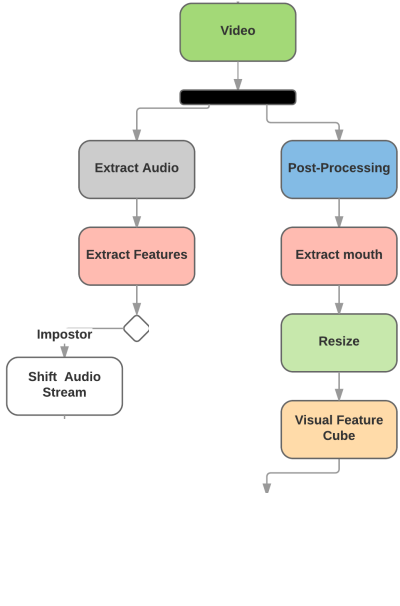 Video
Extract Audio
Post-Processing
Extract Features
Extract mouth
Impostor
Resize
Shift Audio
Stream
Visual Feature
Cube